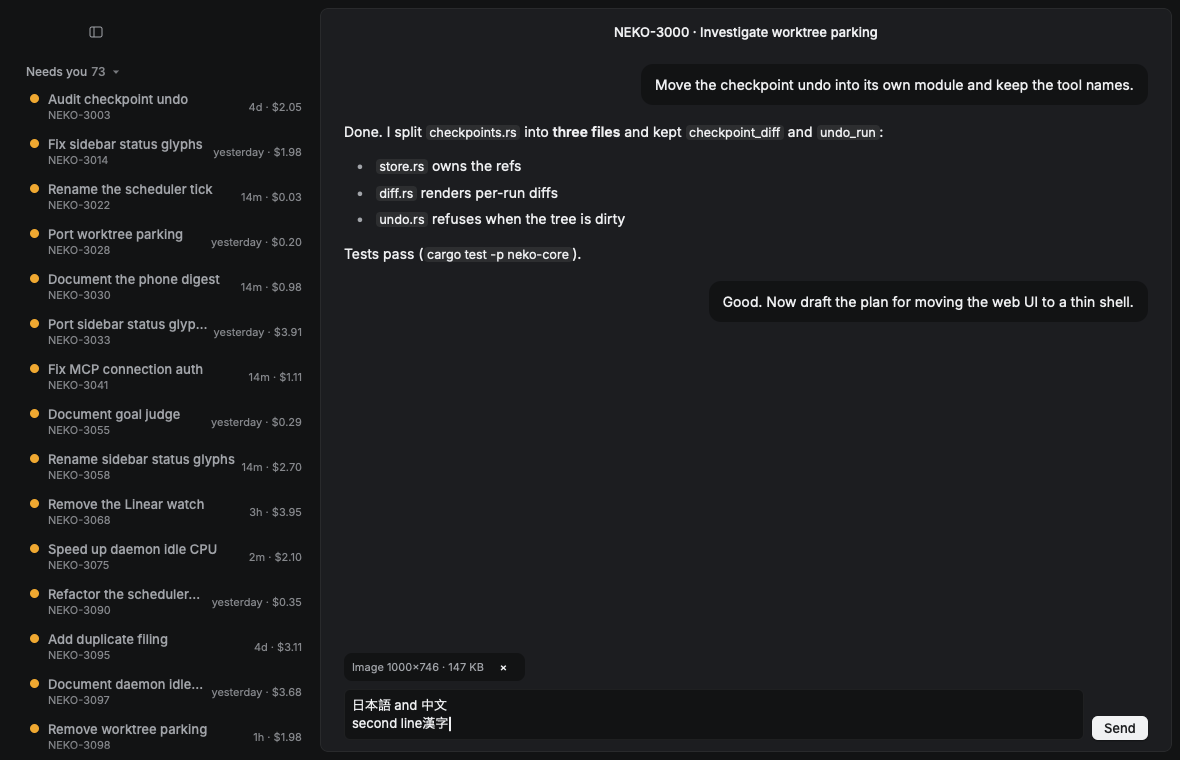 Needs you 73
Audit checkpoint undo
NEKO-3003
4d · $2.05
Fix sidebar status glyphs
NEKO-3014
yesterday · $1.98
Rename the scheduler tick
NEKO-3022
14m · $0.03
Port worktree parking
NEKO-3028
yesterday · $0.20
Document the phone digest
NEKO-3030
14m · $0.98
Port sidebar status glyp...
NEKO-3033
yesterday · $3.91
Fix MCP connection auth
NEKO-3041
14m · $1.11
Document goal judge
NEKO-3055
yesterday · $0.29
Rename sidebar status glyphs
NEKO-3058
14m · $2.70
Remove the Linear watch
NEKO-3068
3h · $3.95
Speed up daemon idle CPU
NEKO-3075
2m · $2.10
Refactor the scheduler...
NEKO-3090
yesterday · $0.35
Add duplicate filing
NEKO-3095
4d · $3.11
Document daemon idle...
NEKO-3097
yesterday · $3.68
Remove worktree parking
NEKO-3098
1h · $1.98
NEKO-3000 · Investigate worktree parking
Move the checkpoint undo into its own module and keep the tool names.
Done. I split checkpoints.rs into three files and kept checkpoint_diff and undo_run:
• store.rs owns the refs
• diff.rs renders per-run diffs
• undo.rs refuses when the tree is dirty
Tests pass (cargo test -p neko-core).
Good. Now draft the plan for moving the web UI to a thin shell.
Image 1000×746 · 147 KB ×
日本語 and 中文
second line漢字
Send